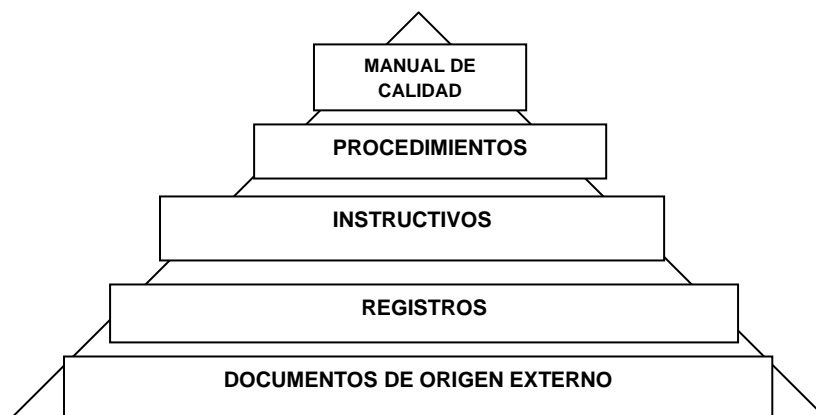 MANUAL DE
CALIDAD
PROCEDIMIENTOS
INSTRUCTIVOS
REGISTROS
DOCUMENTOS DE ORIGEN EXTERNO